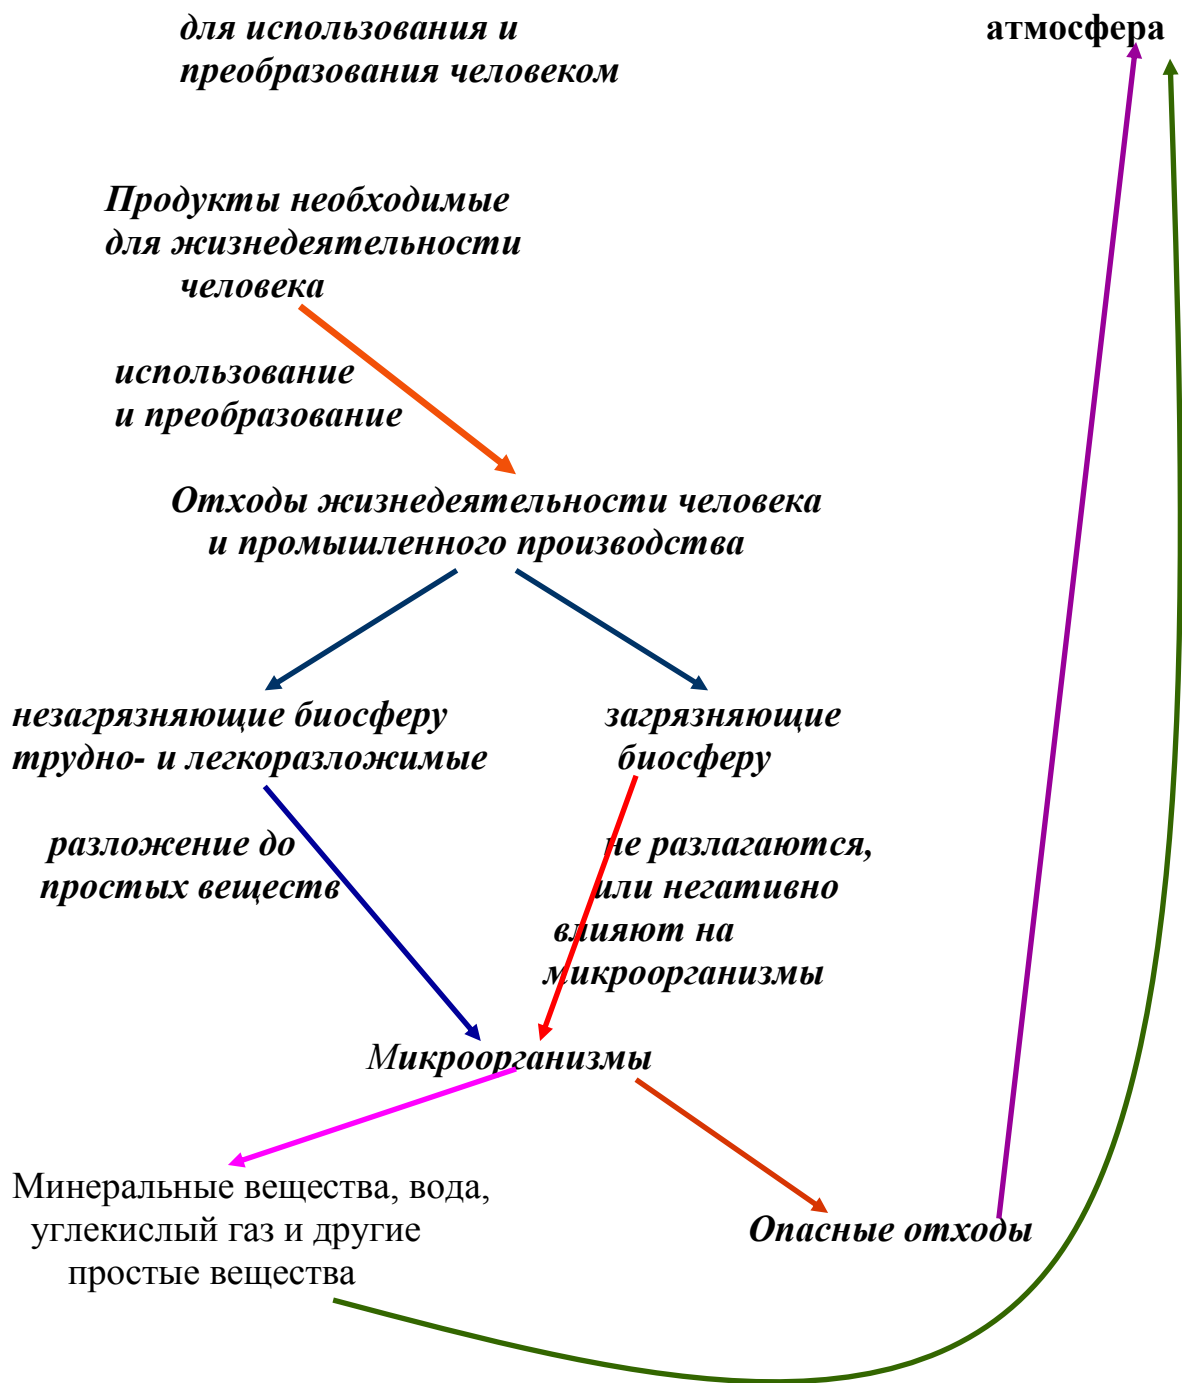 для использования и
преобразования человеком
атмосфера
Продукты необходимые
для жизнедеятельности
человека
использование
и преобразование
Отходы жизнедеятельности человека
и промышленного производства
незагрязняющие биосферу
трудно- и легкоразложимые
загрязняющие
биосферу
разложение до
простых веществ
не разлагаются,
или негативно
влияют на
микроорганизмы
Микроорганизмы
Минеральные вещества, вода,
углекислый газ и другие
простые вещества
Опасные отходы